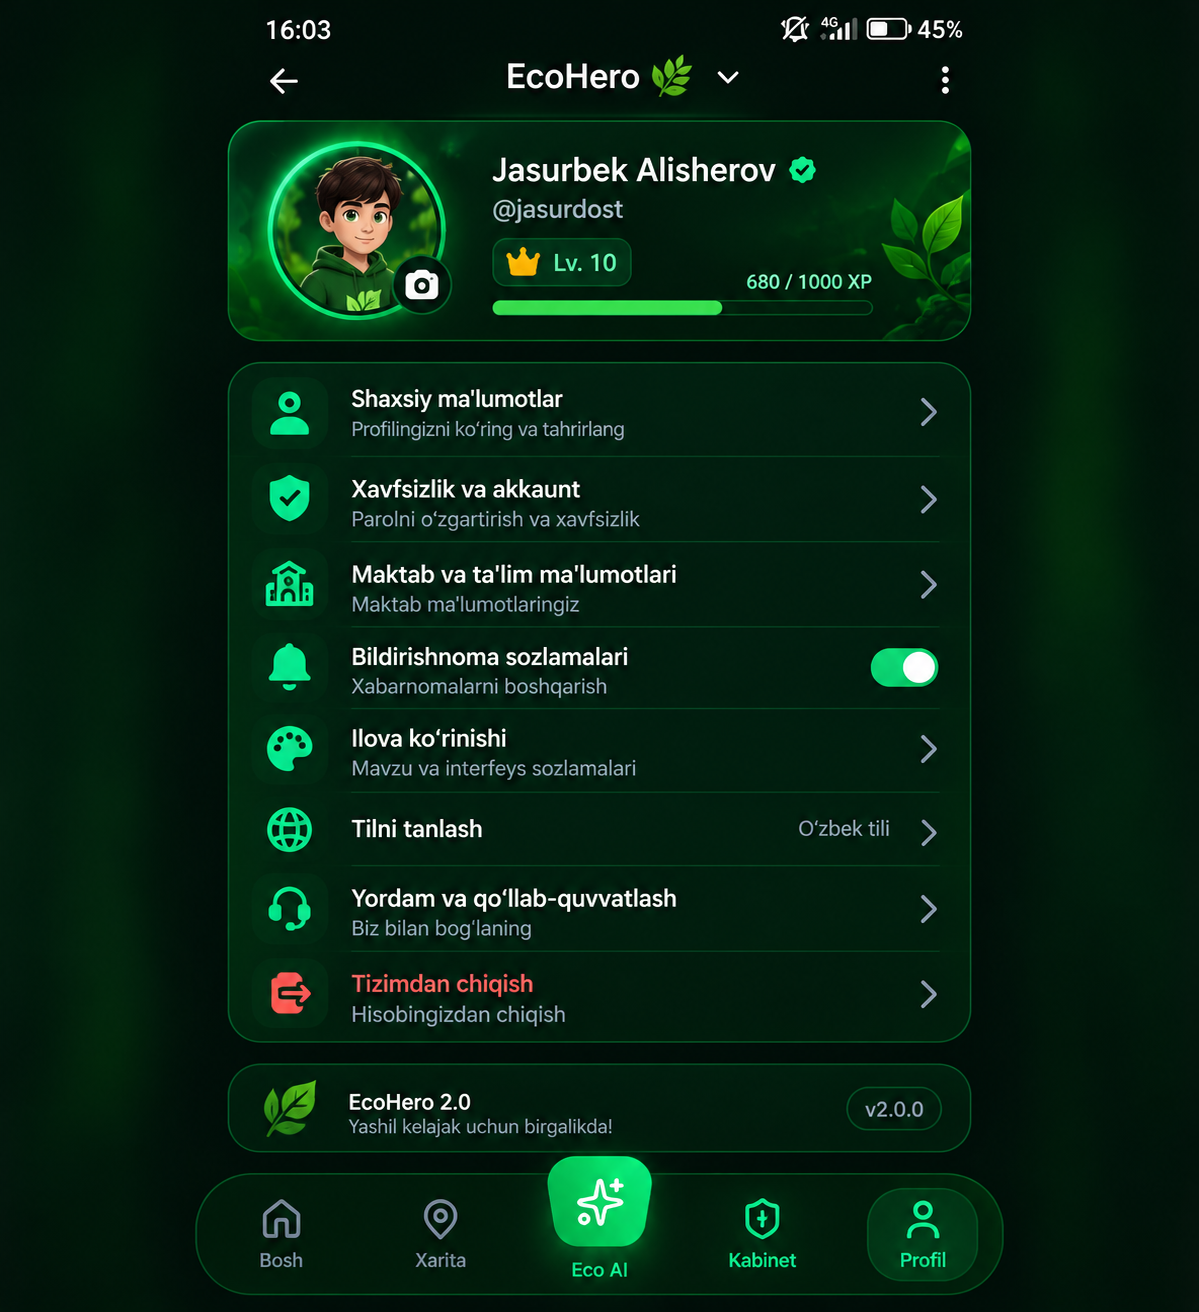 16:03
4G
45%
EcoHero
Jasurbek Alisherov
@jasurdost
Lv. 10
680 / 1000 XP
Shaxsiy ma'lumotlar
Profilingizni ko‘ring va tahrirlang
Xavfsizlik va akkaunt
Parolni o‘zgartirish va xavfsizlik
Maktab va ta'lim ma'lumotlari
Maktab ma'lumotlaringiz
Bildirishnoma sozlamalari
Xabarnomalarni boshqarish
Ilova ko‘rinishi
Mavzu va interfeys sozlamalari
Tilni tanlash
O‘zbek tili
Yordam va qo‘llab-quvvatlash
Biz bilan bog‘laning
Tizimdan chiqish
Hisobingizdan chiqish
EcoHero 2.0
Yashil kelajak uchun birgalikda!
v2.0.0
Bosh
Xarita
Eco AI
Kabinet
Profil